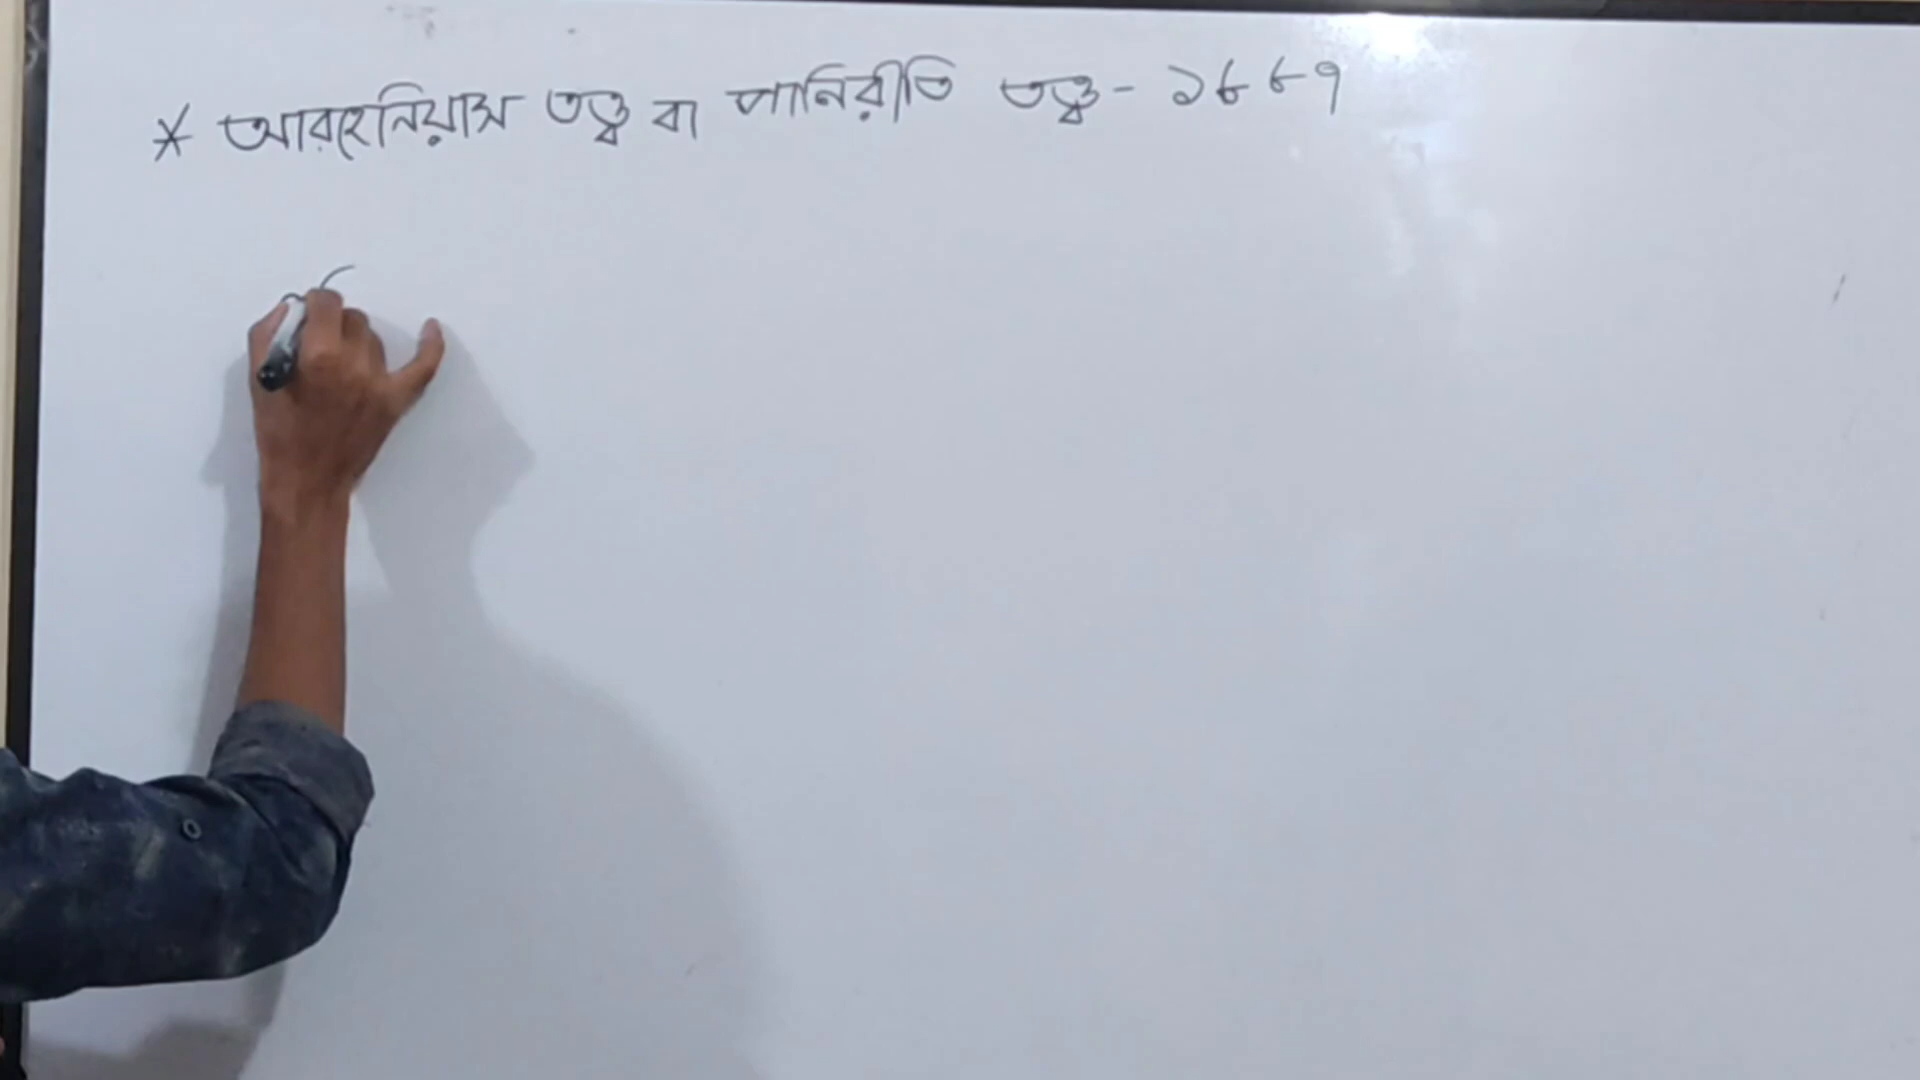 * আরহেনিয়াস তত্ত্ব বা পানিরীতি তত্ত্ব - ১৮৮৭